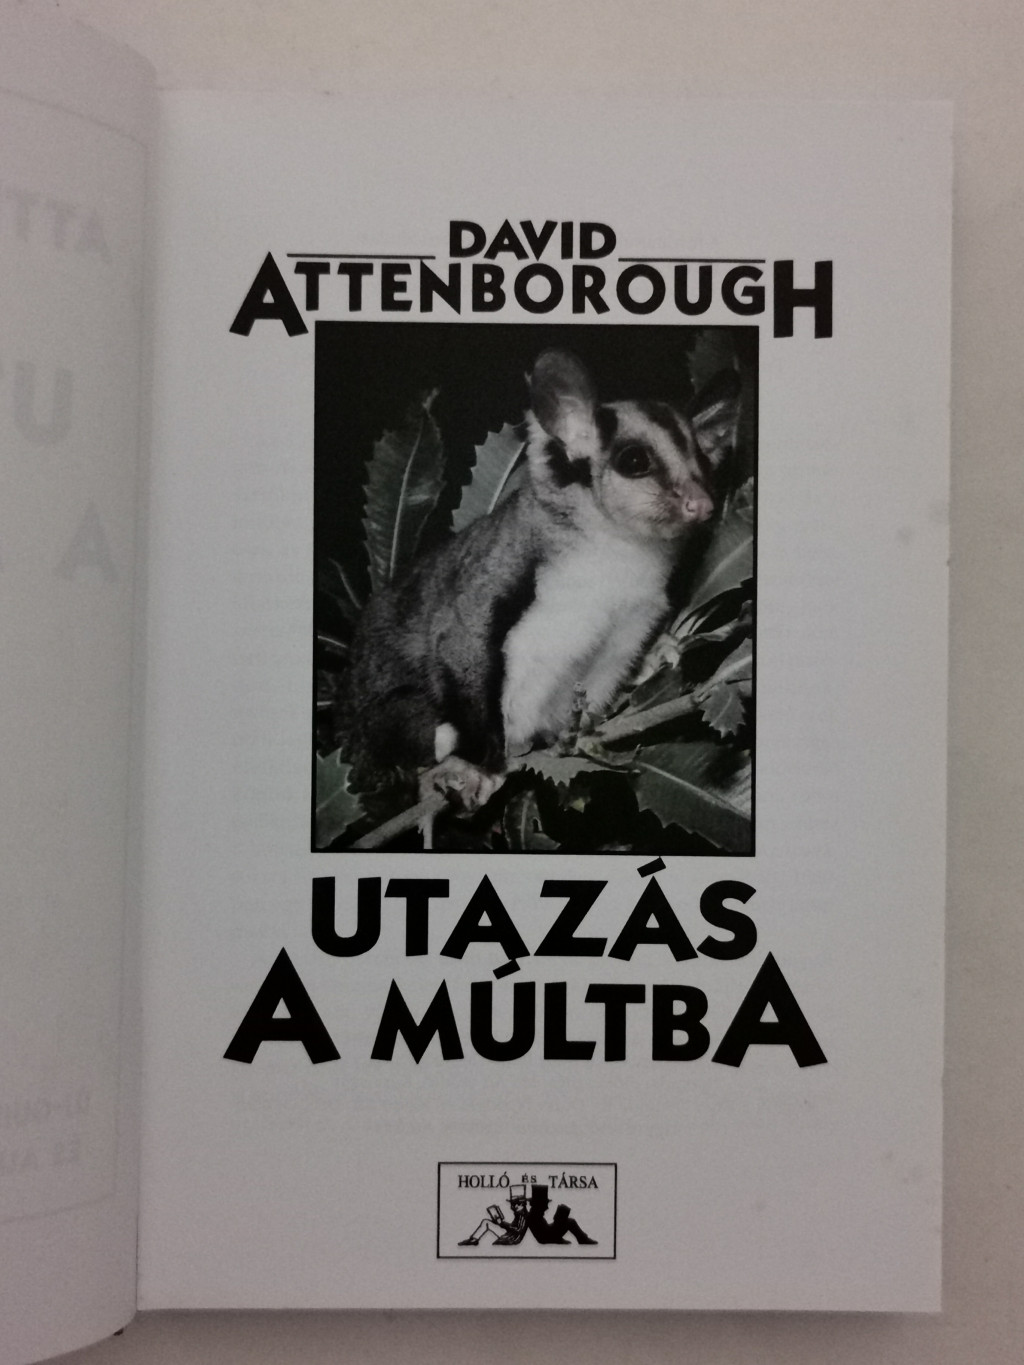 DAVID
ATTENBOROUGH
UTAZÁS
A MÚLTBA
HOLLÓ ÉS TÁRSA